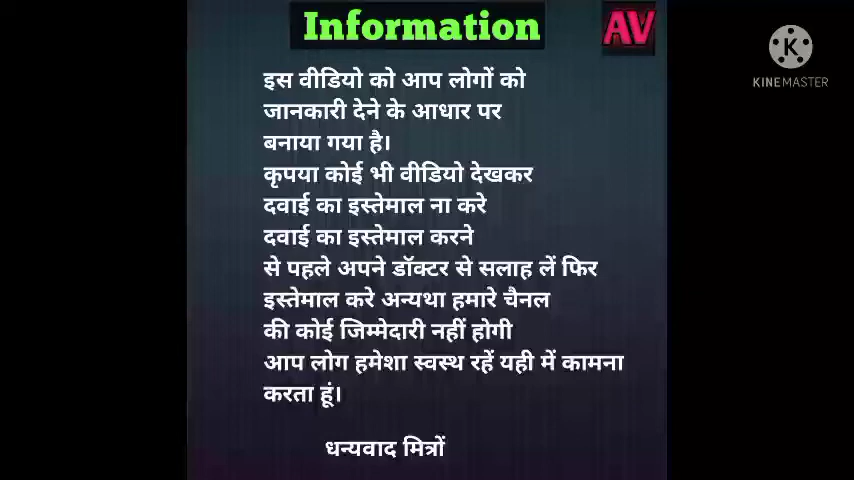 Information
AV
K
KINEMASTER
इस वीडियो को आप लोगों को
जानकारी देने के आधार पर
बनाया गया है।
कृपया कोई भी वीडियो देखकर
दवाई का इस्तेमाल ना करे
दवाई का इस्तेमाल करने
से पहले अपने डॉक्टर से सलाह लें फिर
इस्तेमाल करे अन्यथा हमारे चैनल
की कोई जिम्मेदारी नहीं होगी
आप लोग हमेशा स्वस्थ रहें यही में कामना
करता हूं।
धन्यवाद मित्रों